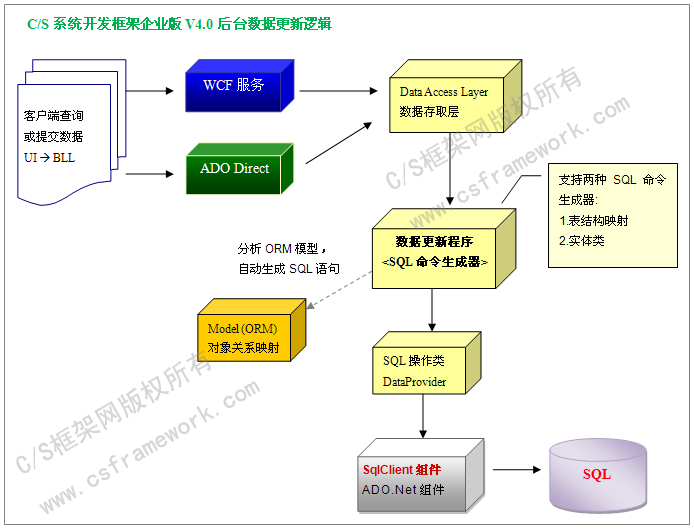 C/S 系统开发框架企业版 V4.0 后台数据更新逻辑
客户端查询
或提交数据
UI → BLL
WCF 服务
ADO Direct
Data Access Layer
数据存取层
支持两种 SQL 命令
生成器:
1.表结构映射
2.实体类
数据更新程序
<SQL 命令生成器>
分析 ORM 模型，
自动生成 SQL 语句
Model (ORM)
对象关系映射
SQL 操作类
DataProvider
SqlClient 组件
ADO.Net 组件
SQL
C/S框架网版权所有
www.csframework.com
C/S框架网版权所有
www.csframework.com